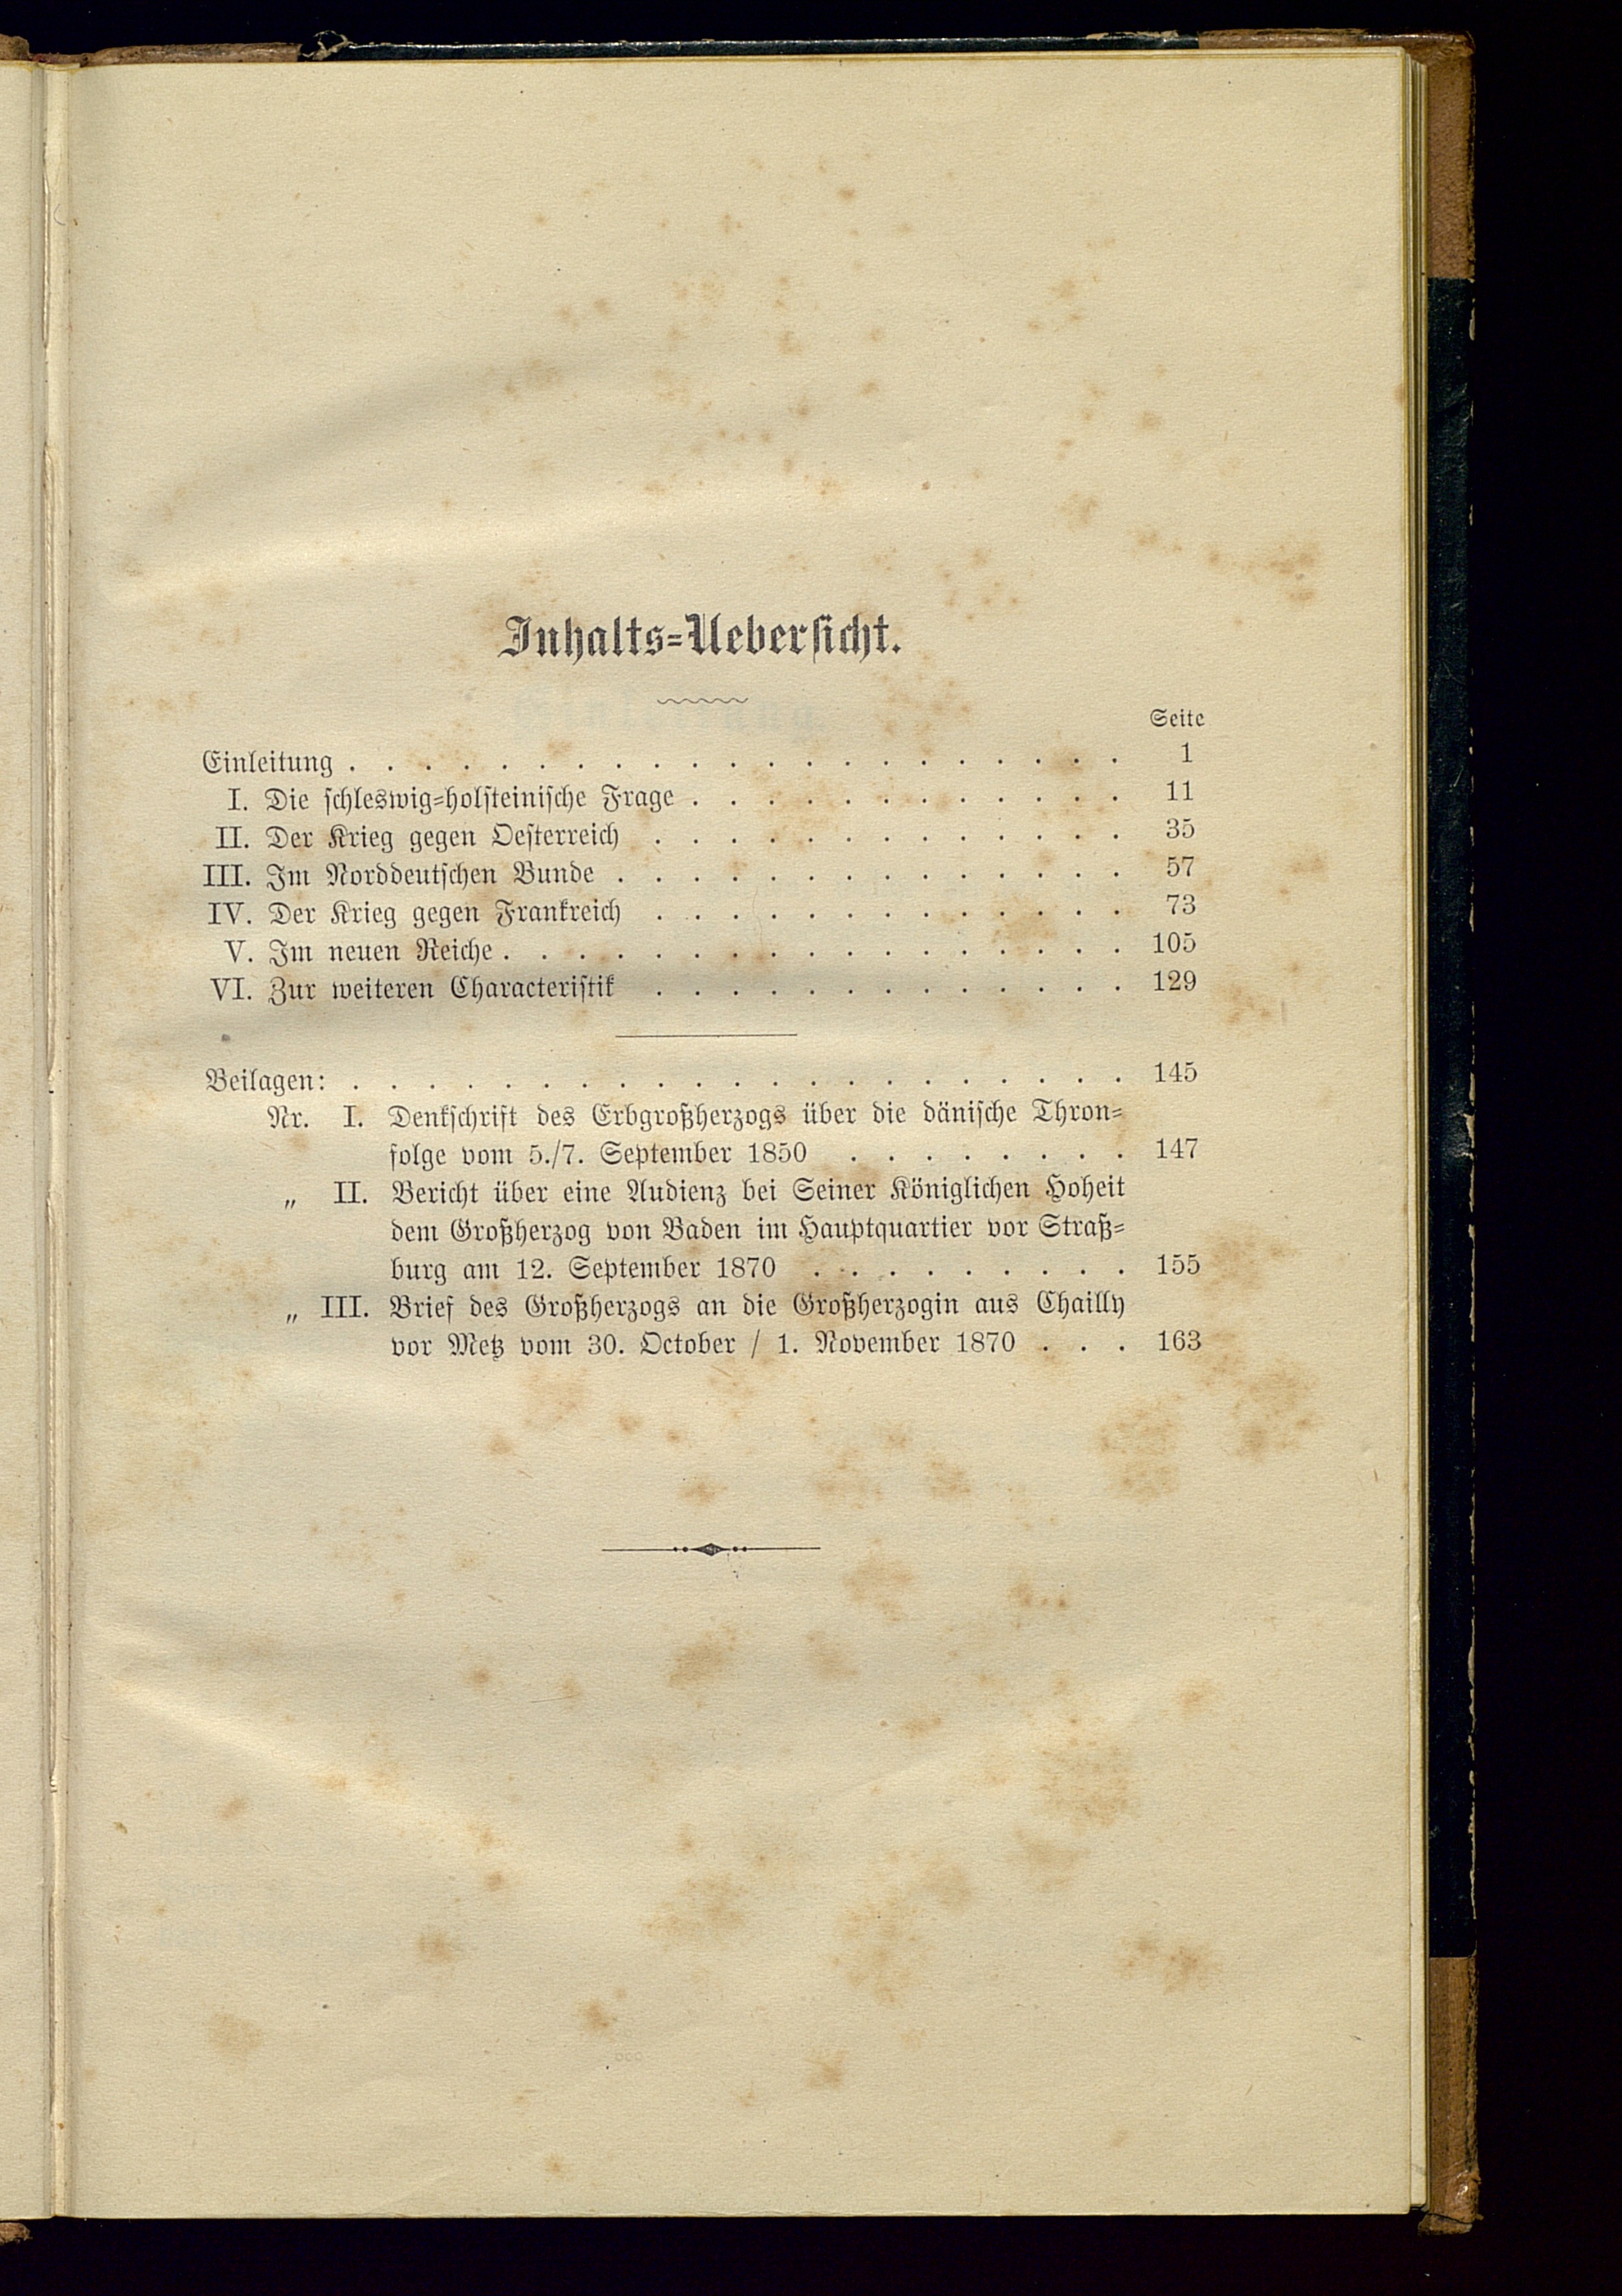 Inhalts=Uebersicht.
Seite
Einleitung . . . . . . . . . . . . . . . . . . . . . 1
I. Die schleswig=holsteinische Frage . . . . . . . . . . . . 11
II. Der Krieg gegen Oesterreich . . . . . . . . . . . . . 35
III. Im Norddeutschen Bunde . . . . . . . . . . . . . . 57
IV. Der Krieg gegen Frankreich . . . . . . . . . . . . . 73
V. Im neuen Reiche . . . . . . . . . . . . . . . . . 105
VI. Zur weiteren Characteristik . . . . . . . . . . . . . 129
Beilagen: . . . . . . . . . . . . . . . . . . . . . 145
Nr. I. Denkschrift des Erbgroßherzogs über die dänische Thron=
folge vom 5./7. September 1850 . . . . . . . . 147
„ II. Bericht über eine Audienz bei Seiner Königlichen Hoheit
dem Großherzog von Baden im Hauptquartier vor Straß=
burg am 12. September 1870 . . . . . . . . . 155
„ III. Brief des Großherzogs an die Großherzogin aus Chailly
vor Metz vom 30. October / 1. November 1870 . . . 163